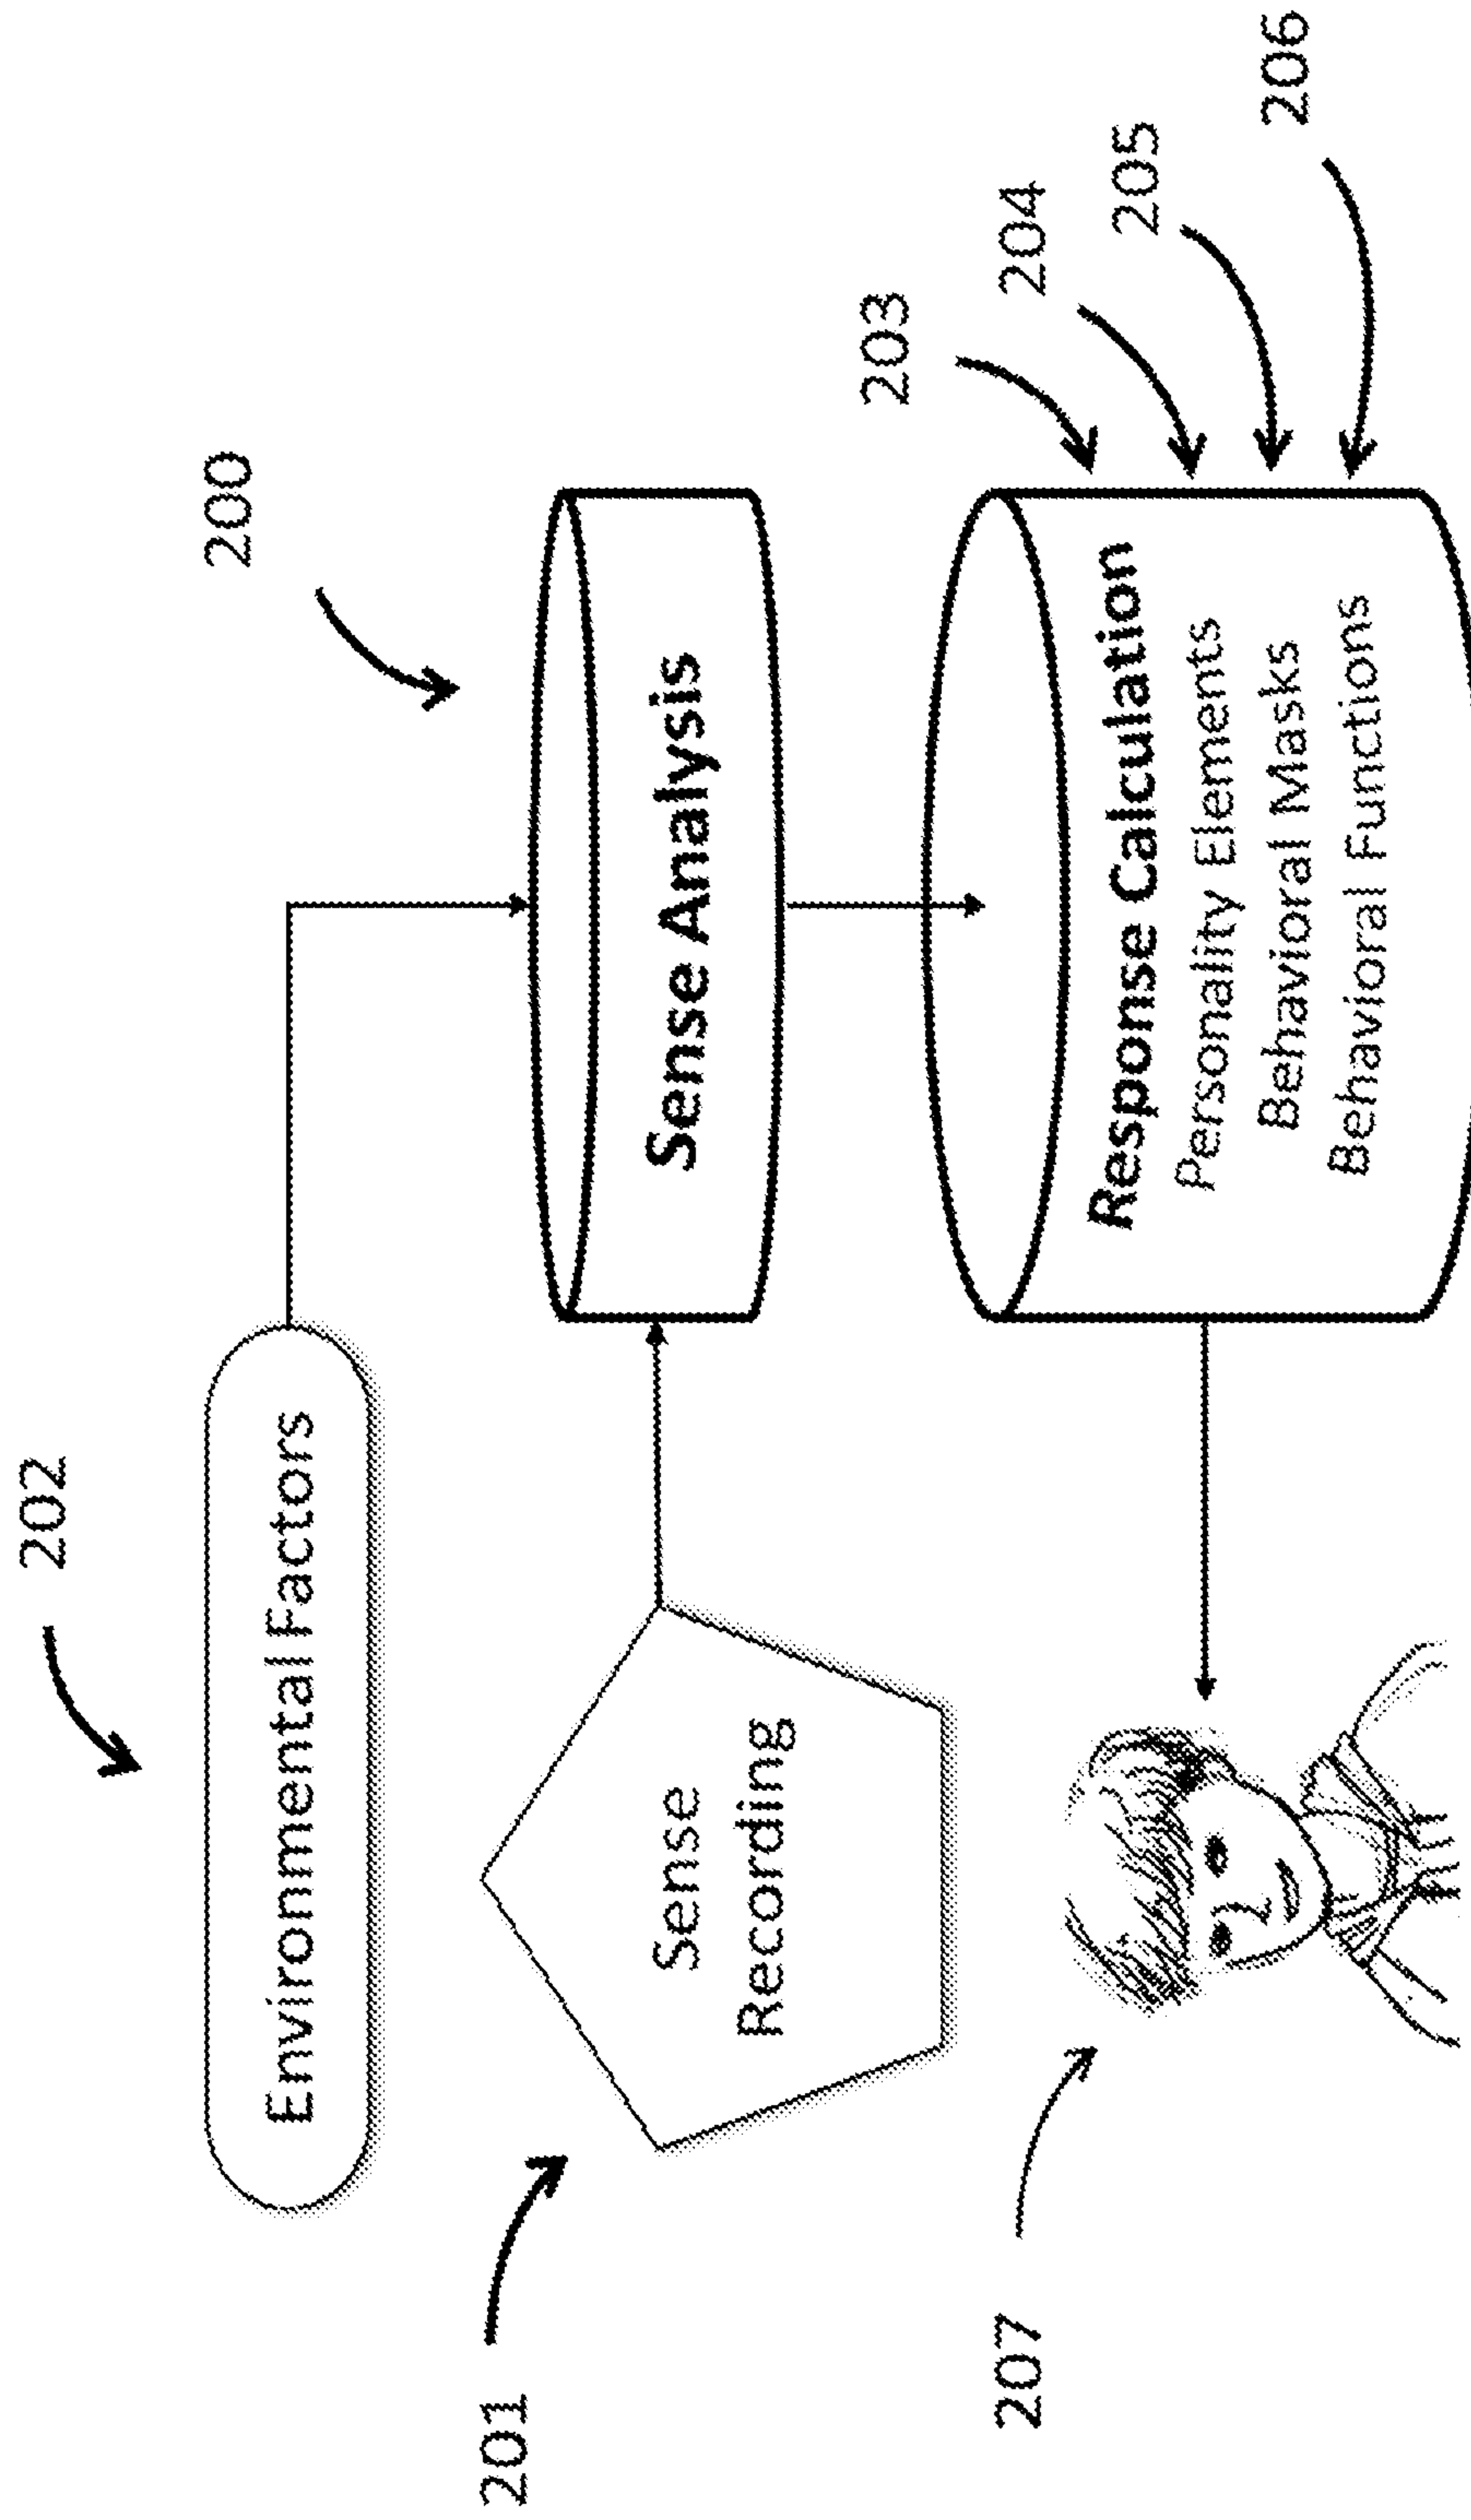 202
Environmental Factors
200
201
Sense
Recording
Sense Analysis
203
204
205
206
207
Response Calculation
Personality Elements
Behavioral Masks
Behavioral Functions